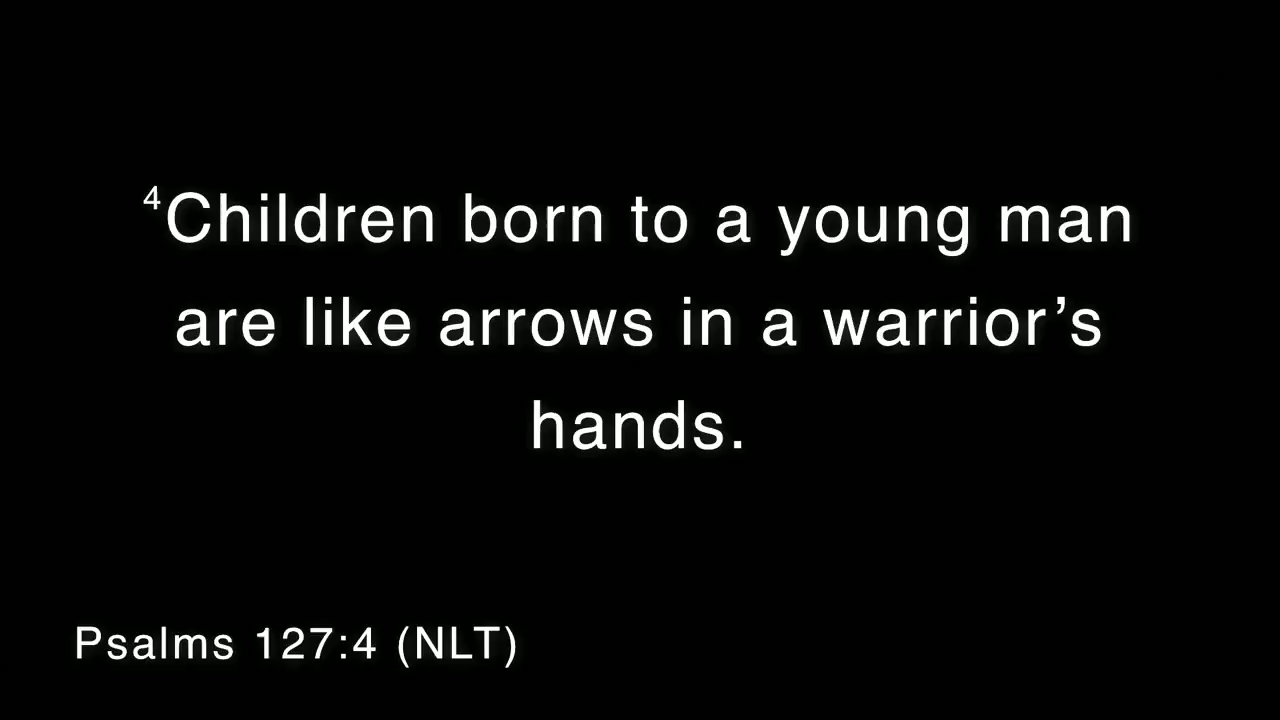 4Children born to a young man
are like arrows in a warrior’s
hands.
Psalms 127:4 (NLT)